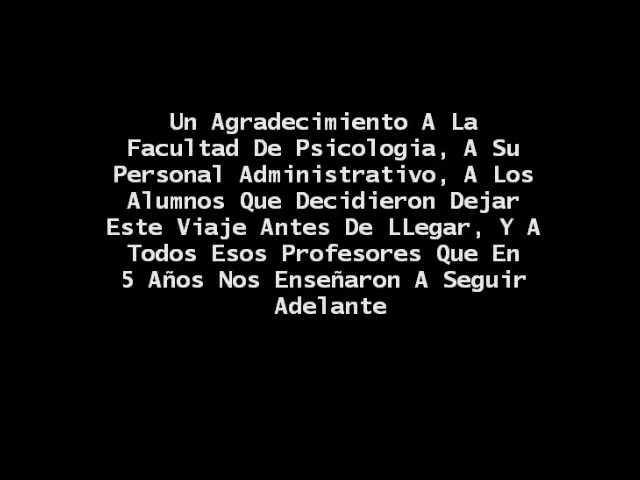 Un Agradecimiento A La
Facultad De Psicologia, A Su
Personal Administrativo, A Los
Alumnos Que Decidieron Dejar
Este Viaje Antes De LLegar, Y A
Todos Esos Profesores Que En
5 Años Nos Enseñaron A Seguir
Adelante